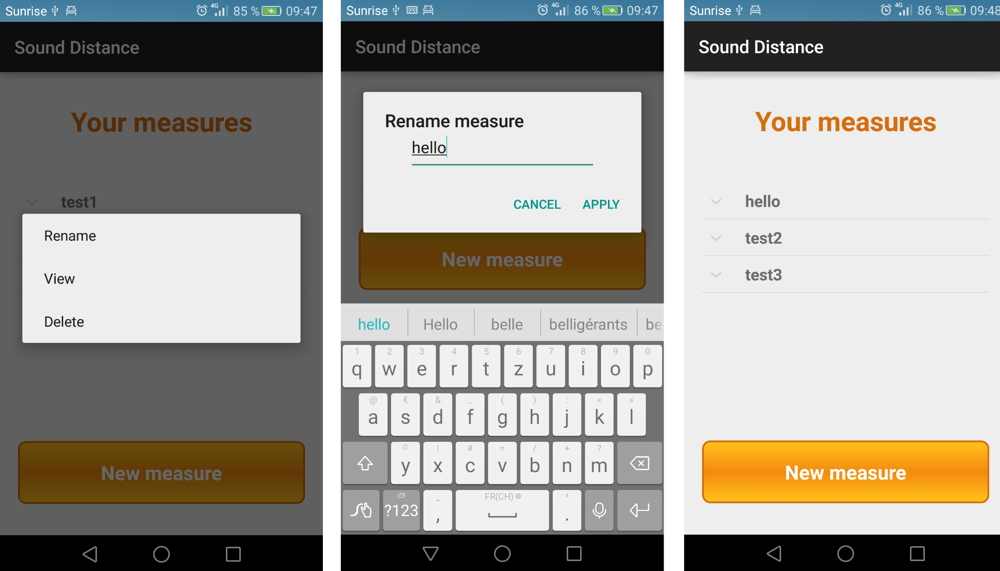 Sunrise 4G 85 % 09:47
Sound Distance
Your measures
test1
Rename
View
Delete
New measure
Sunrise 4G 86 % 09:47
Sound Distance
Rename measure
hello
CANCEL APPLY
New measure
hello Hello belle belligérants be
1 2 3 4 5 6 7 8 9 0
q w e r t z u i o p
@ € & _ ( ) : « »
a s d f g h j k l
! # = / + ?
y x c v b n m
- FR(CH) '
?123 , .
Sunrise 4G 86 % 09:48
Sound Distance
Your measures
hello
test2
test3
New measure